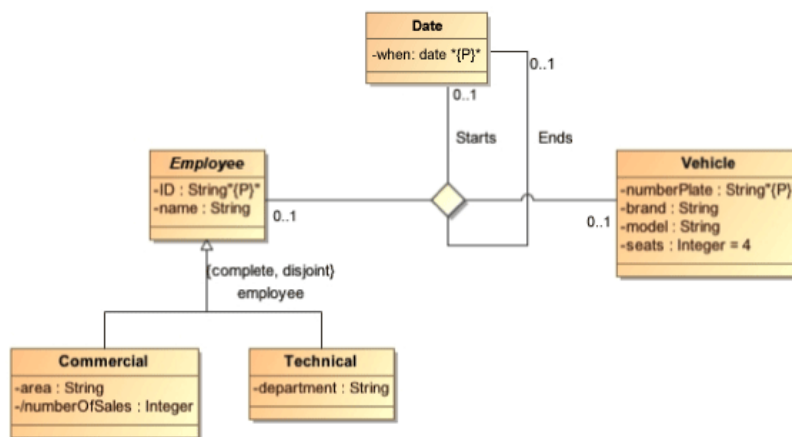 Date
-when: date *{P}*
0..1
0..1
Starts
Ends
Employee
-ID : String*{P}*
-name : String
0..1
Vehicle
-numberPlate : String*{P}
-brand : String
-model : String
-seats : Integer = 4
0..1
{complete, disjoint}
employee
Commercial
-area : String
-/numberOfSales : Integer
Technical
-department : String